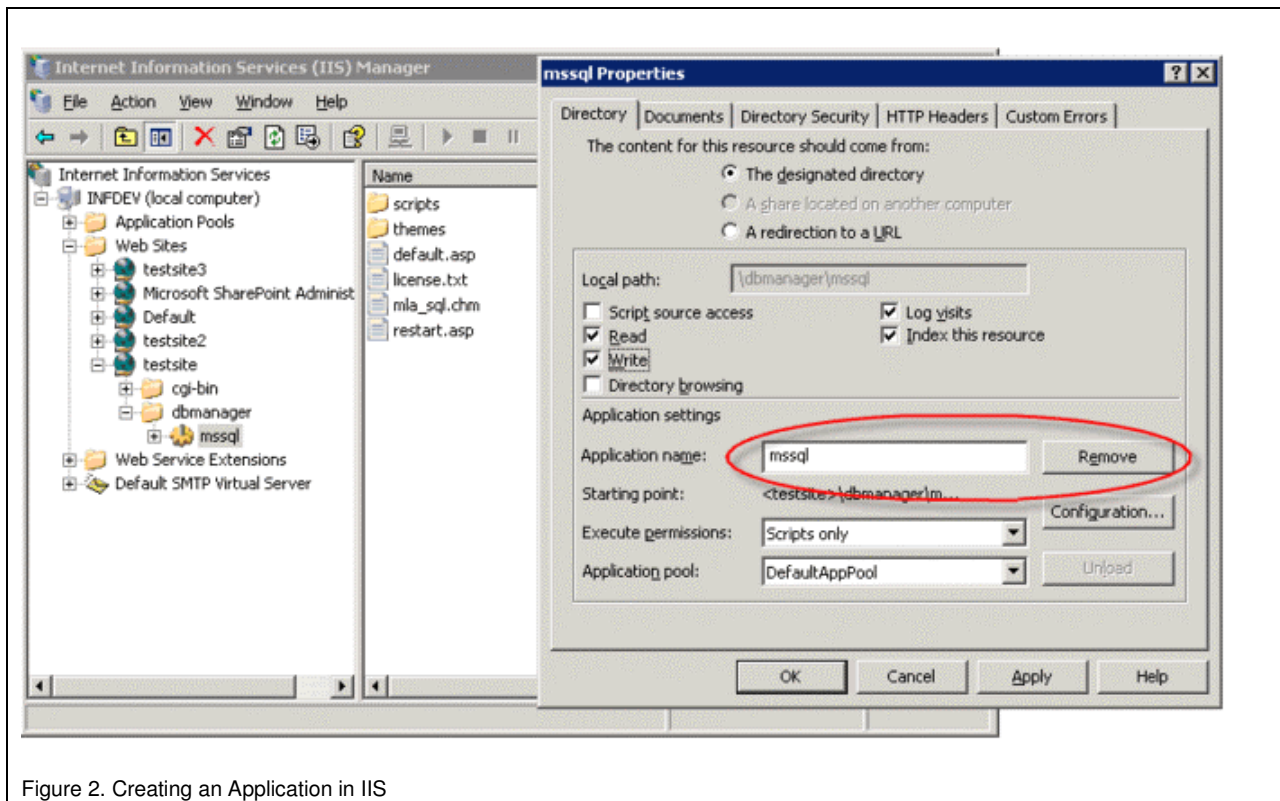 Internet Information Services (IIS) Manager
File Action View Window Help
Internet Information Services
INFDEV (local computer)
Application Pools
Web Sites
testsite3
Microsoft SharePoint Administ
Default
testsite2
testsite
cgi-bin
dbmanager
mssql
Web Service Extensions
Default SMTP Virtual Server
Name
scripts
themes
default.asp
license.txt
mla_sql.chm
restart.asp
mssql Properties
Directory Documents Directory Security HTTP Headers Custom Errors
The content for this resource should come from:
The designated directory
A share located on another computer
A redirection to a URL
Local path: \dbmanager\mssql
Script source access Log visits
Read Index this resource
Write
Directory browsing
Application settings
Application name: mssql Remove
Starting point: <testsite>\dbmanager\m...
Configuration...
Execute permissions: Scripts only
Application pool: DefaultAppPool Unload
OK Cancel Apply Help
Figure 2. Creating an Application in IIS